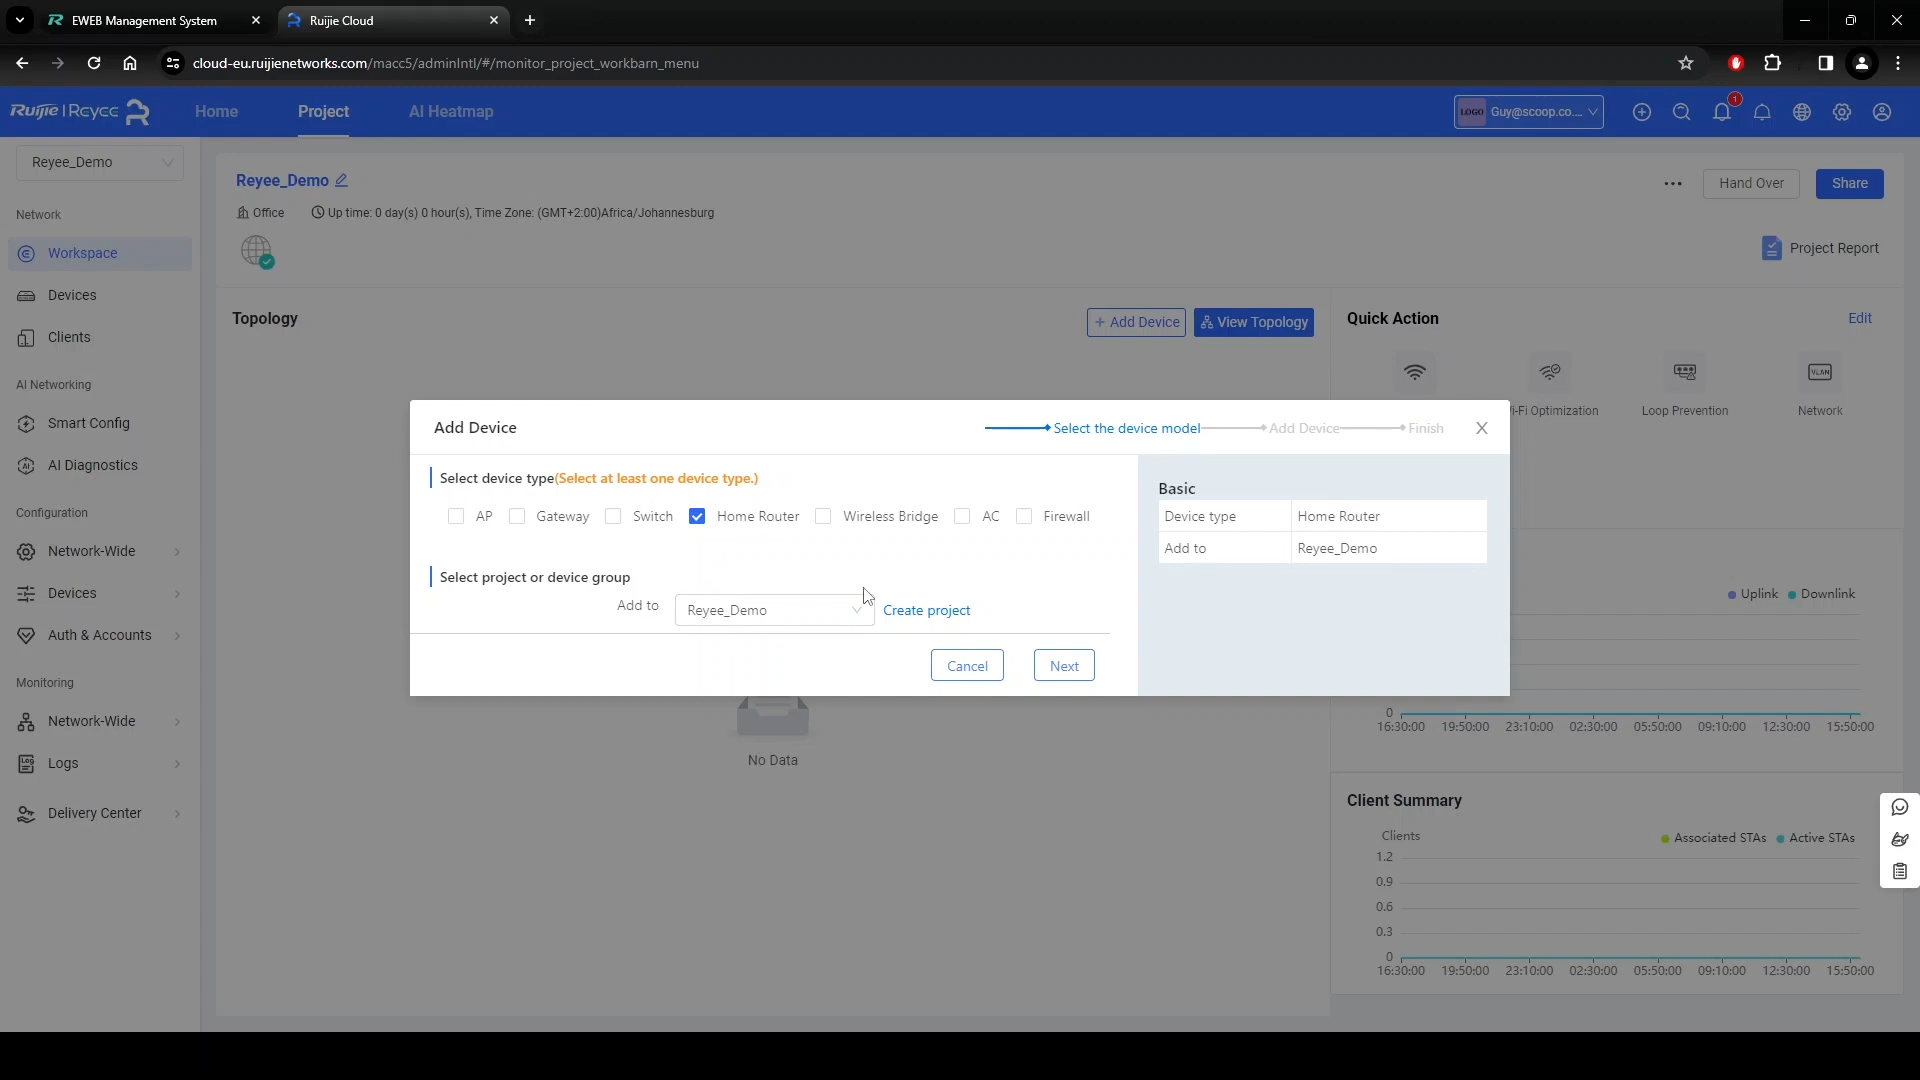 EWEB Management System
Ruijie Cloud
cloud-eu.ruijienetworks.com/macc5/adminIntl/#/monitor_project_workbarn_menu
Ruijie | Reyee
Home
Project
AI Heatmap
LOGO
Guy@scoop.co....
1
Reyee_Demo
Network
Workspace
Devices
Clients
AI Networking
Smart Config
AI Diagnostics
Configuration
Network-Wide
Devices
Auth & Accounts
Monitoring
Network-Wide
Logs
Delivery Center
Reyee_Demo
Hand Over
Share
Office
Up time: 0 day(s) 0 hour(s), Time Zone: (GMT+2:00)Africa/Johannesburg
Project Report
Topology
+ Add Device
View Topology
Quick Action
Edit
VLAN
i-Fi Optimization
Loop Prevention
Network
Add Device
Select the device model
Add Device
Finish
X
Select device type(Select at least one device type.)
AP
Gateway
Switch
Home Router
Wireless Bridge
AC
Firewall
Select project or device group
Add to
Reyee_Demo
Create project
Cancel
Next
Basic
Device type
Home Router
Add to
Reyee_Demo
No Data
Uplink
Downlink
0
16:30:00 19:50:00 23:10:00 02:30:00 05:50:00 09:10:00 12:30:00 15:50:00
Client Summary
Clients
Associated STAs
Active STAs
1.2
0.9
0.6
0.3
0
16:30:00 19:50:00 23:10:00 02:30:00 05:50:00 09:10:00 12:30:00 15:50:00